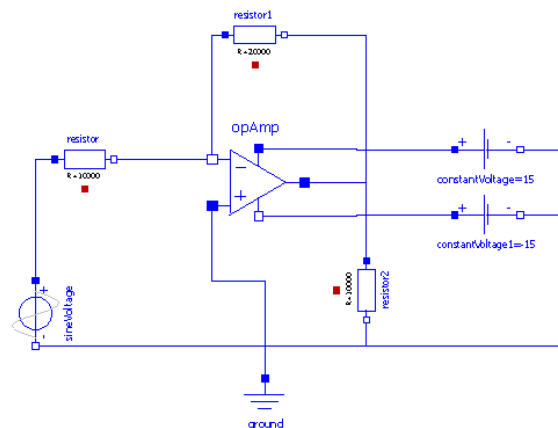 resistor1
R=20000
opAmp
resistor
R=10000
constantVoltage=15
constantVoltage1=-15
sineVoltage
R=10000
resistor2
ground